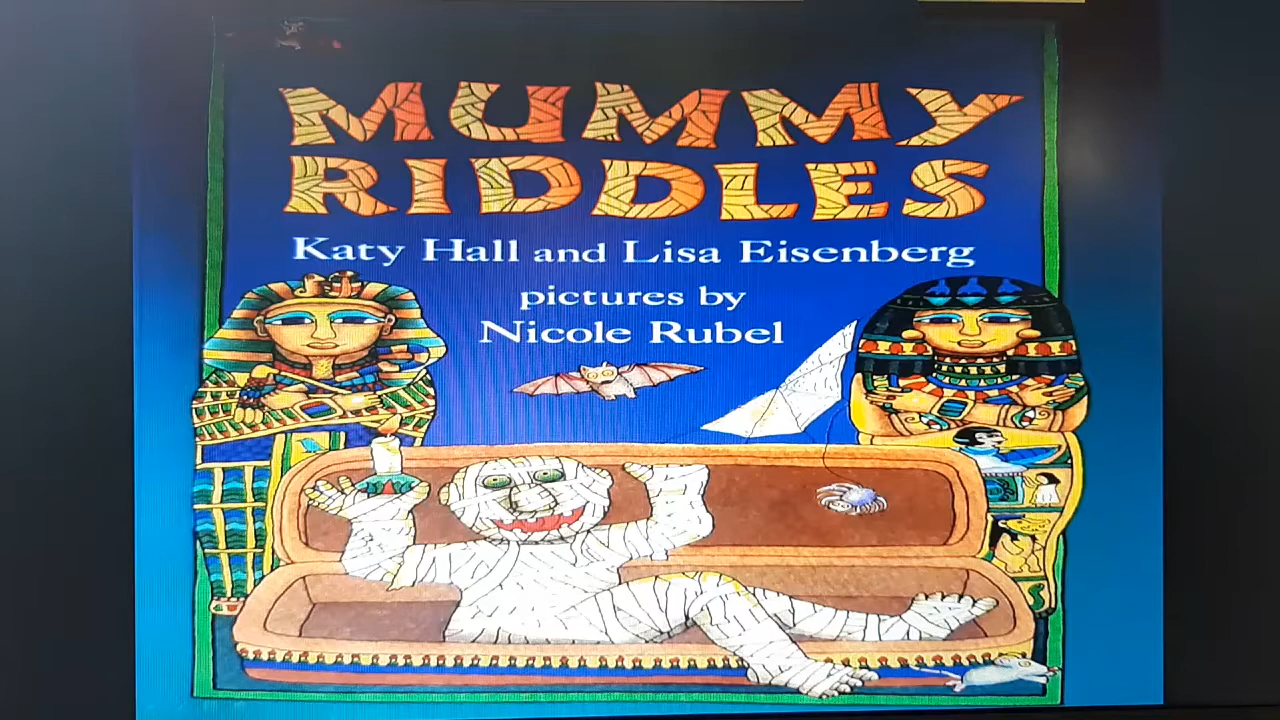 MUMMY
RIDDLES
Katy Hall and Lisa Eisenberg
pictures by
Nicole Rubel